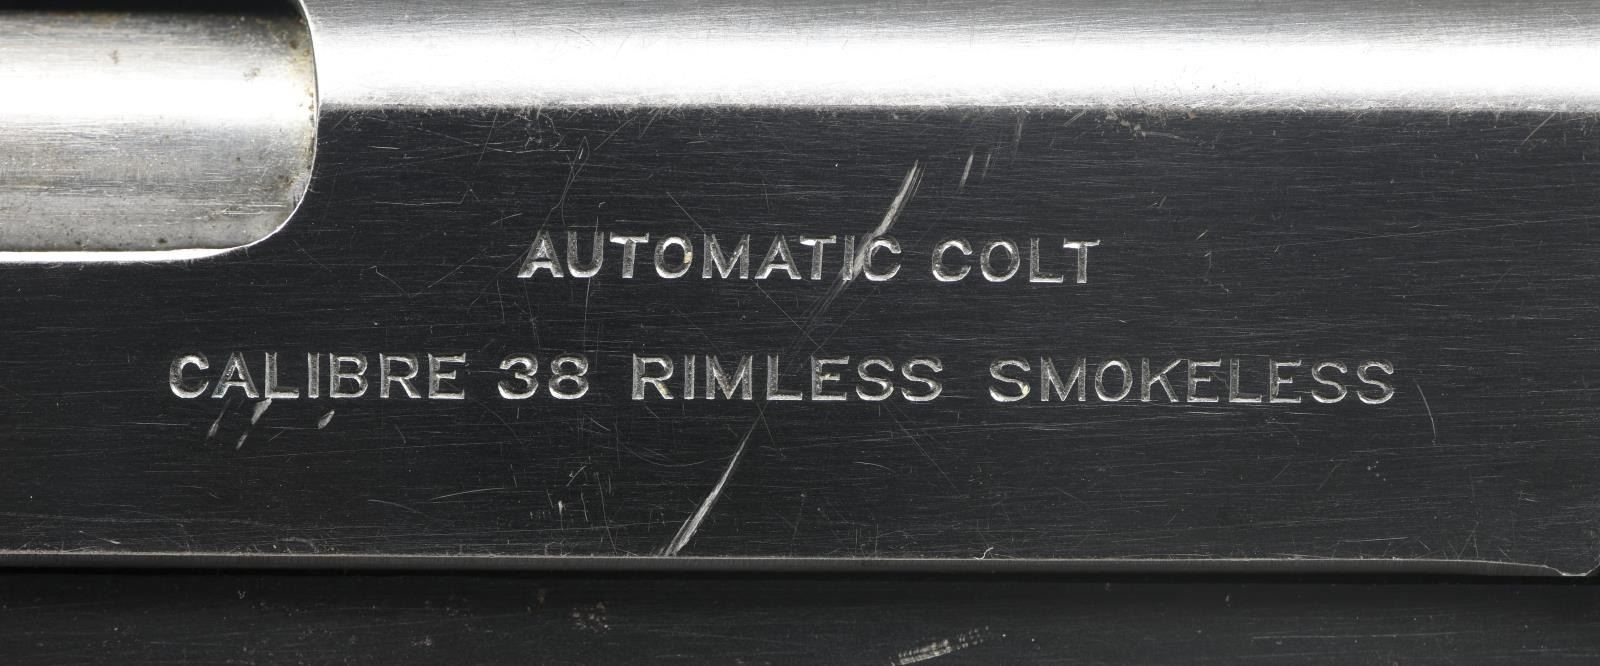 AUTOMATIC COLT
CALIBRE 38 RIMLESS SMOKELESS